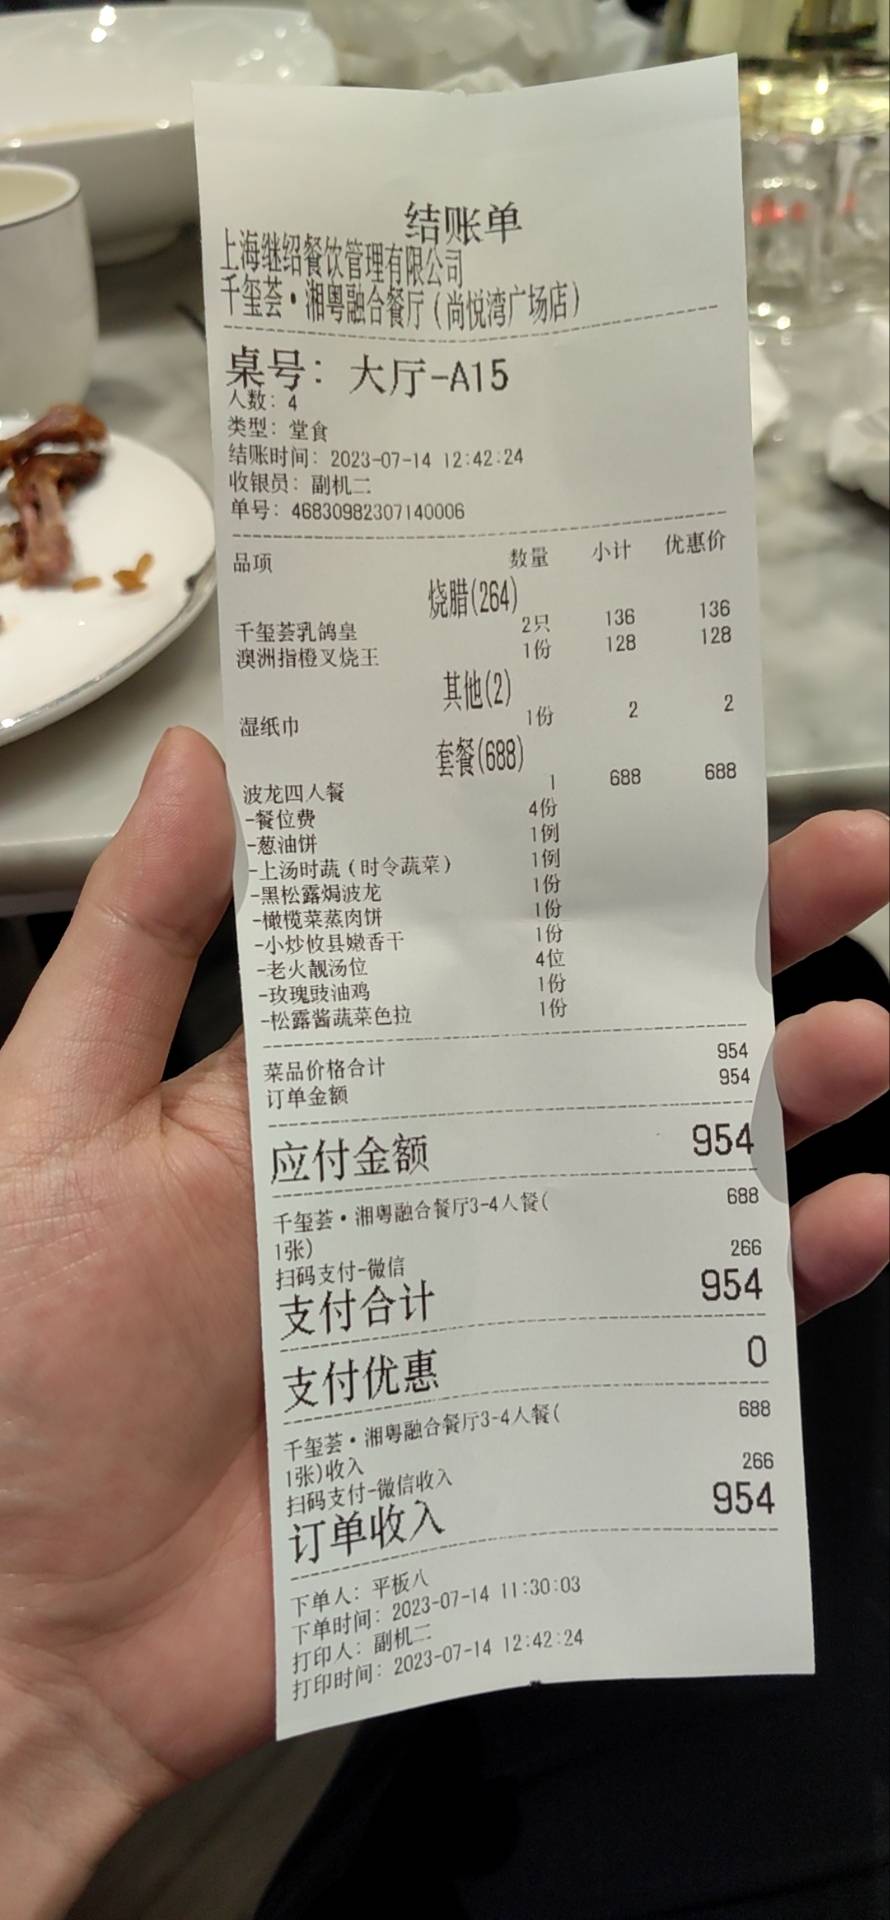 结账单
上海继绍餐饮管理有限公司
千玺荟·湘粤融合餐厅(尚悦湾广场店)
桌号: 大厅-A15
人数: 4
类型: 堂食
结账时间: 2023-07-14 12:42:24
收银员: 副机二
单号: 46830982307140006
品项 数量 小计 优惠价
烧腊(264)
千玺荟乳鸽皇 2只 136 136
澳洲指橙叉烧王 1份 128 128
其他(2)
湿纸巾 1份 2 2
套餐(688)
波龙四人餐 1 688 688
-餐位费 4份
-葱油饼 1例
-上汤时蔬(时令蔬菜) 1例
-黑松露焗波龙 1份
-橄榄菜蒸肉饼 1份
-小炒攸县嫩香干 1份
-老火靓汤位 4位
-玫瑰豉油鸡 1份
-松露酱蔬菜色拉 1份
菜品价格合计 954
订单金额 954
应付金额 954
千玺荟·湘粤融合餐厅3-4人餐( 688
1张)
扫码支付-微信 266
支付合计 954
支付优惠 0
千玺荟·湘粤融合餐厅3-4人餐( 688
1张)收入
扫码支付-微信收入 266
订单收入 954
下单人: 平板八
下单时间: 2023-07-14 11:30:03
打印人: 副机二
打印时间: 2023-07-14 12:42:24